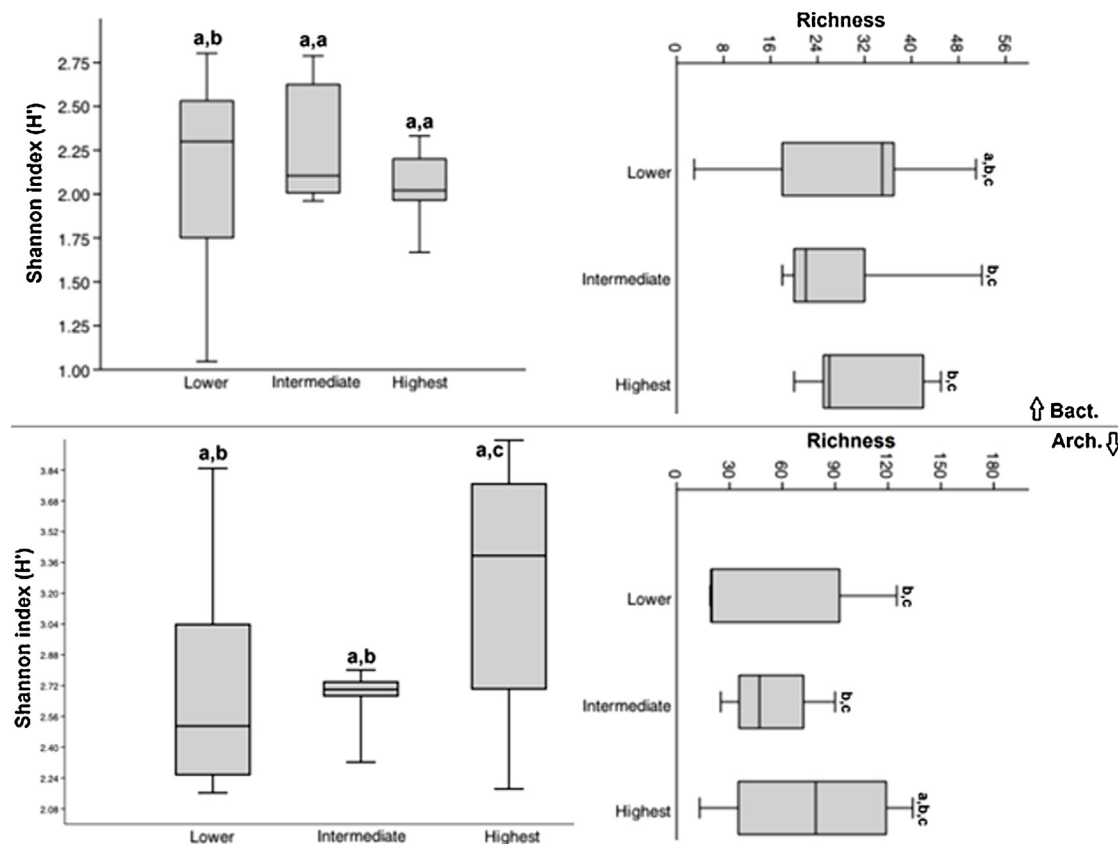 Shannon index (H')
2.75
2.50
2.25
2.00
1.75
1.50
1.25
1.00
a,b
a,a
a,a
Lower
Intermediate
Highest
Richness
0
8
16
24
32
40
48
56
Lower
a,b,c
Intermediate
b,c
Highest
b,c
⇧ Bact.
Arch. ⇩
Shannon index (H')
3.84
3.68
3.52
3.36
3.20
3.04
2.88
2.72
2.56
2.40
2.24
2.08
a,b
a,b
a,c
Lower
Intermediate
Highest
Richness
0
30
60
90
120
150
180
Lower
b,c
Intermediate
b,c
Highest
a,b,c